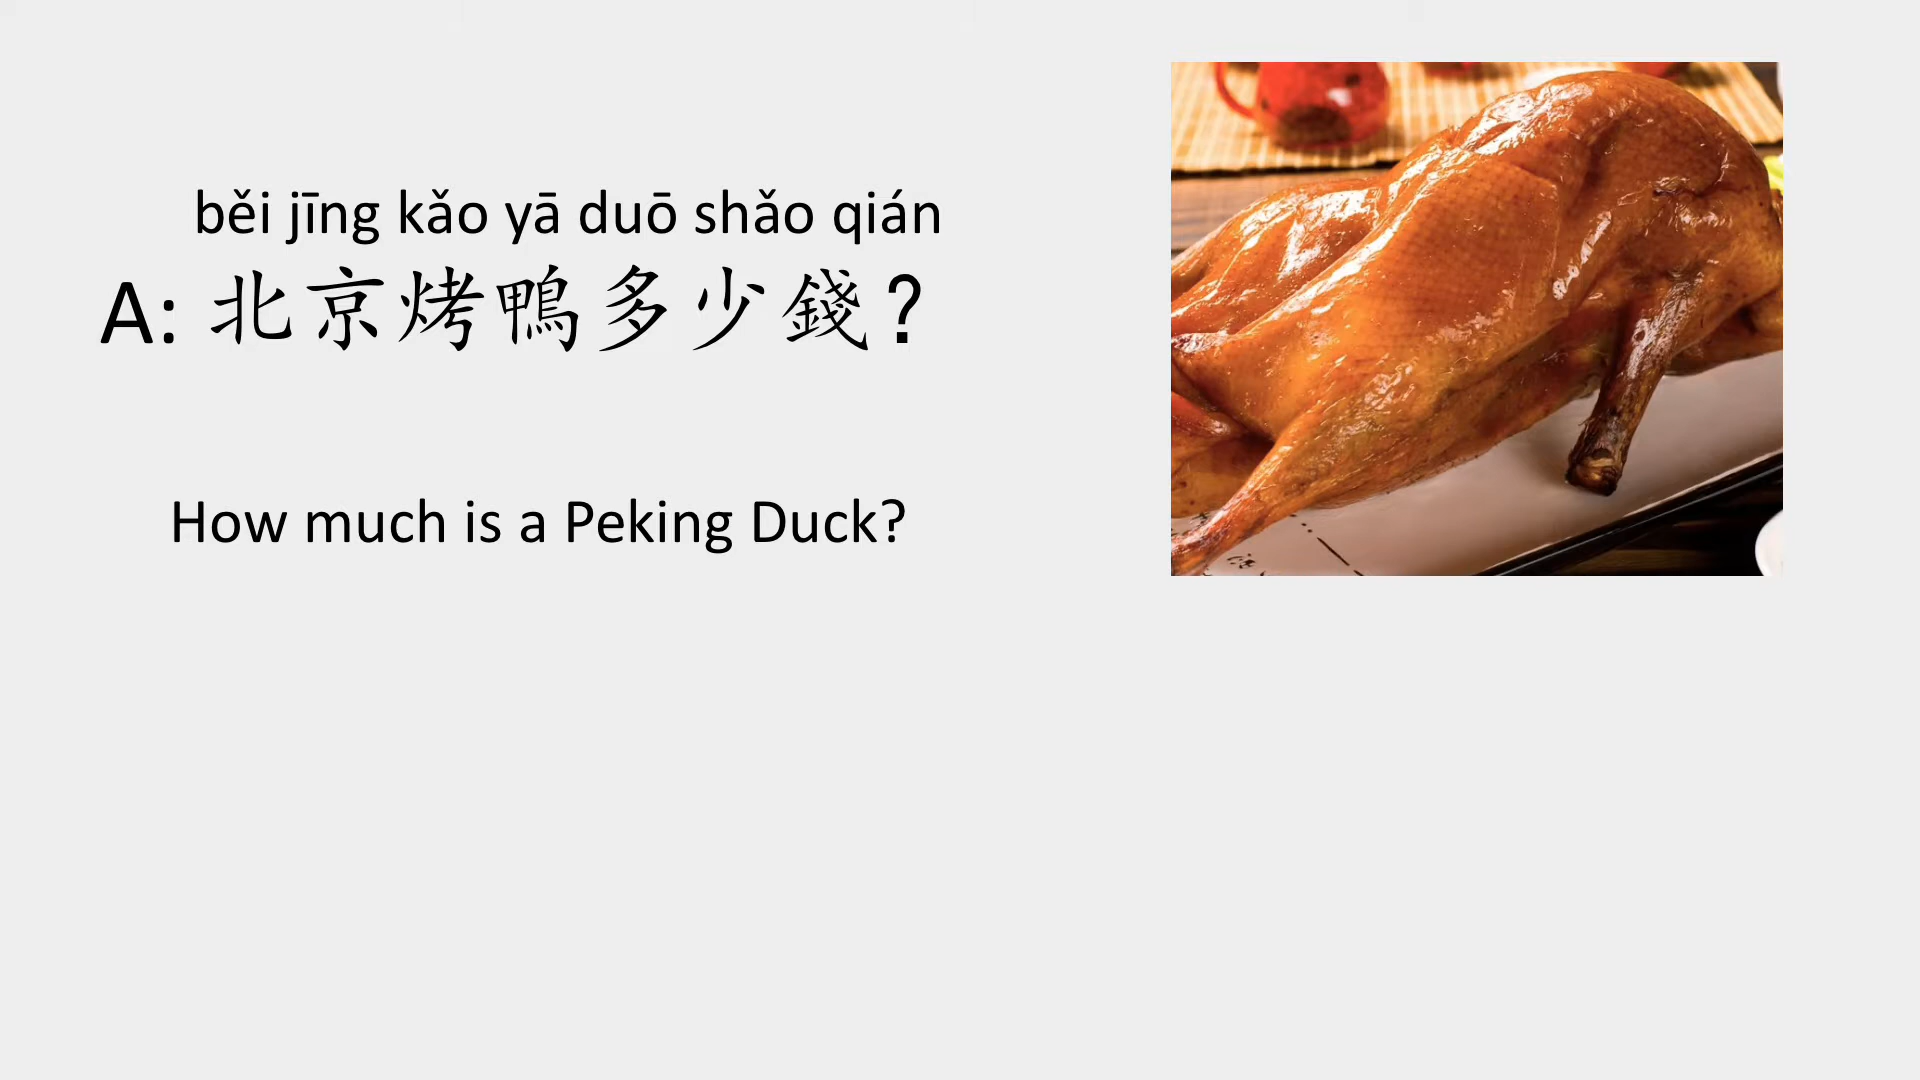 běi jīng kǎo yā duō shǎo qián
A: 北京烤鴨多少錢?
How much is a Peking Duck?